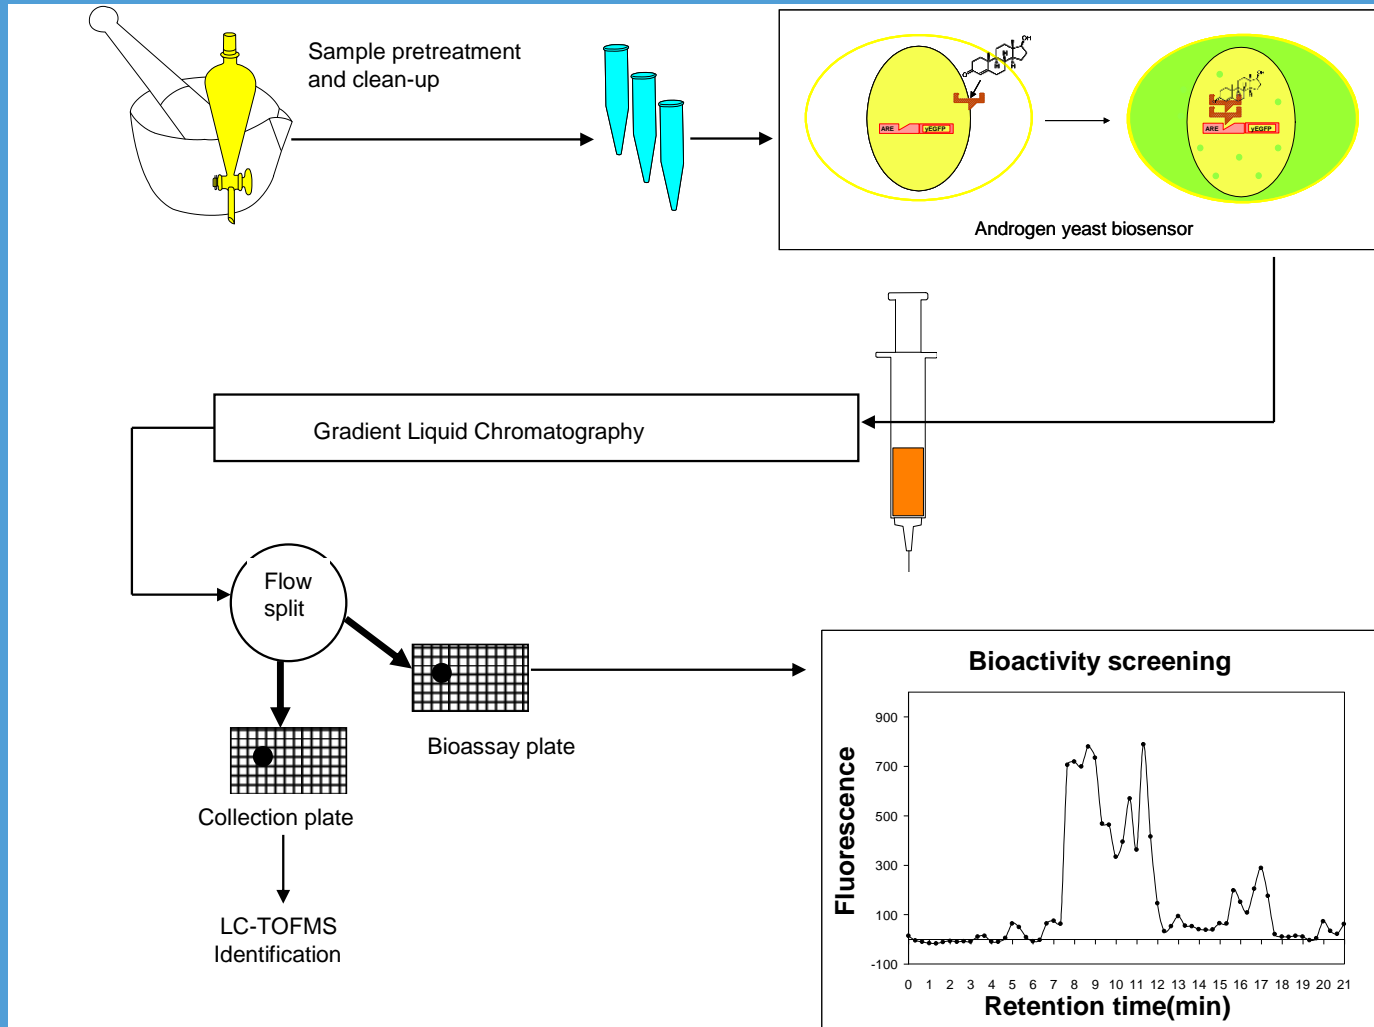 Sample pretreatment
and clean-up
OH
H
H
H
O
ARE
yEGFP
OH
ARE
yEGFP
Androgen yeast biosensor
Gradient Liquid Chromatography
Flow
split
Bioassay plate
Collection plate
LC-TOFMS
Identification
Bioactivity screening
Fluorescence
900
700
500
300
100
-100
0 1 2 3 4 5 6 7 8 9 10 11 12 13 14 15 16 17 18 19 20 21
Retention time(min)